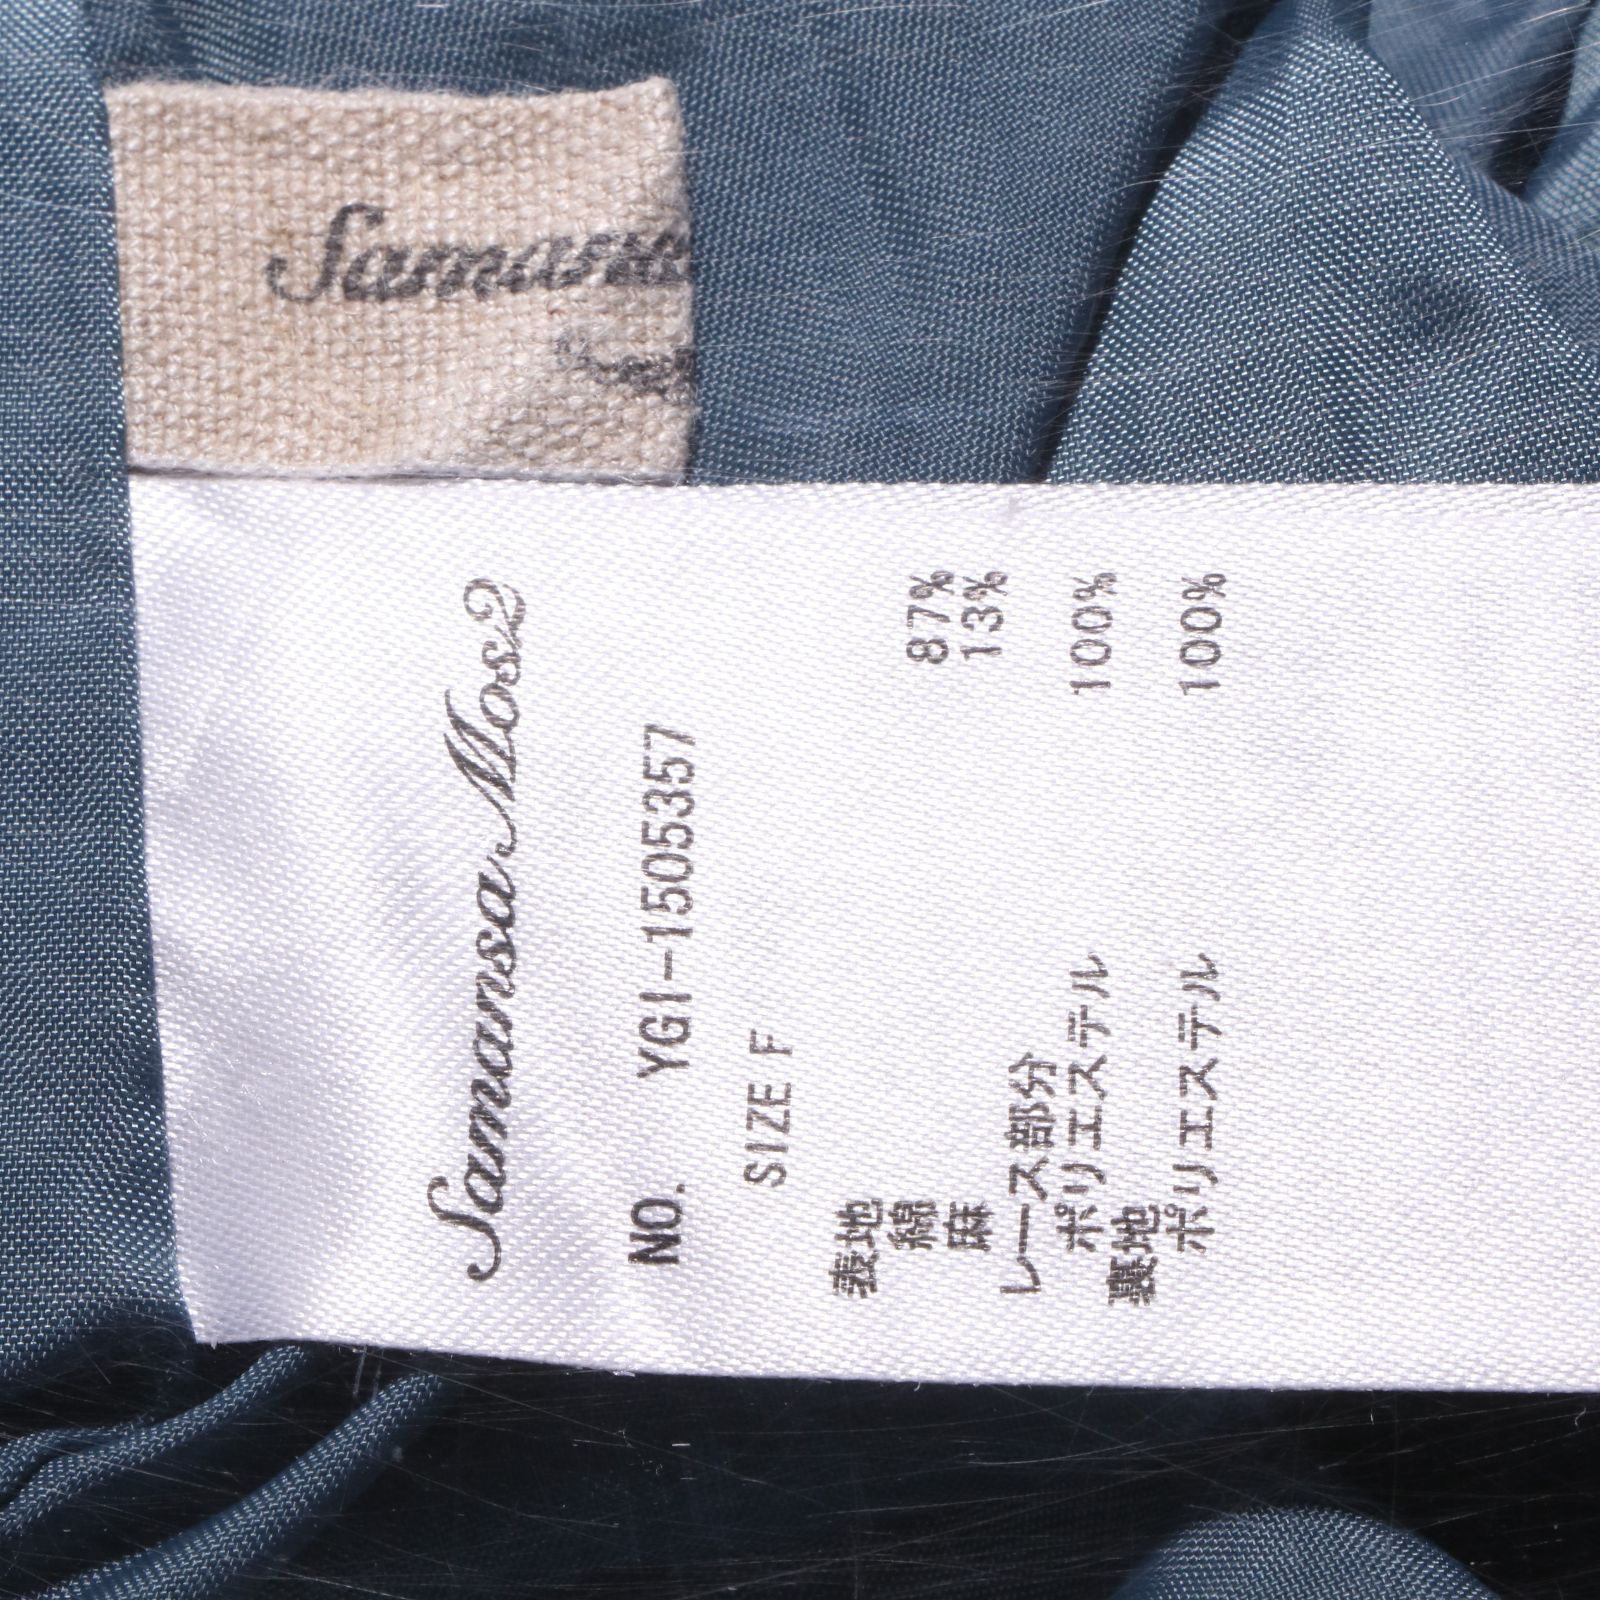 Samansa
Samansa Mos2
NO. YGI-1505357
SIZE F
表地
綿 87%
麻 13%
レース部分
ポリエステル 100%
裏地
ポリエステル 100%